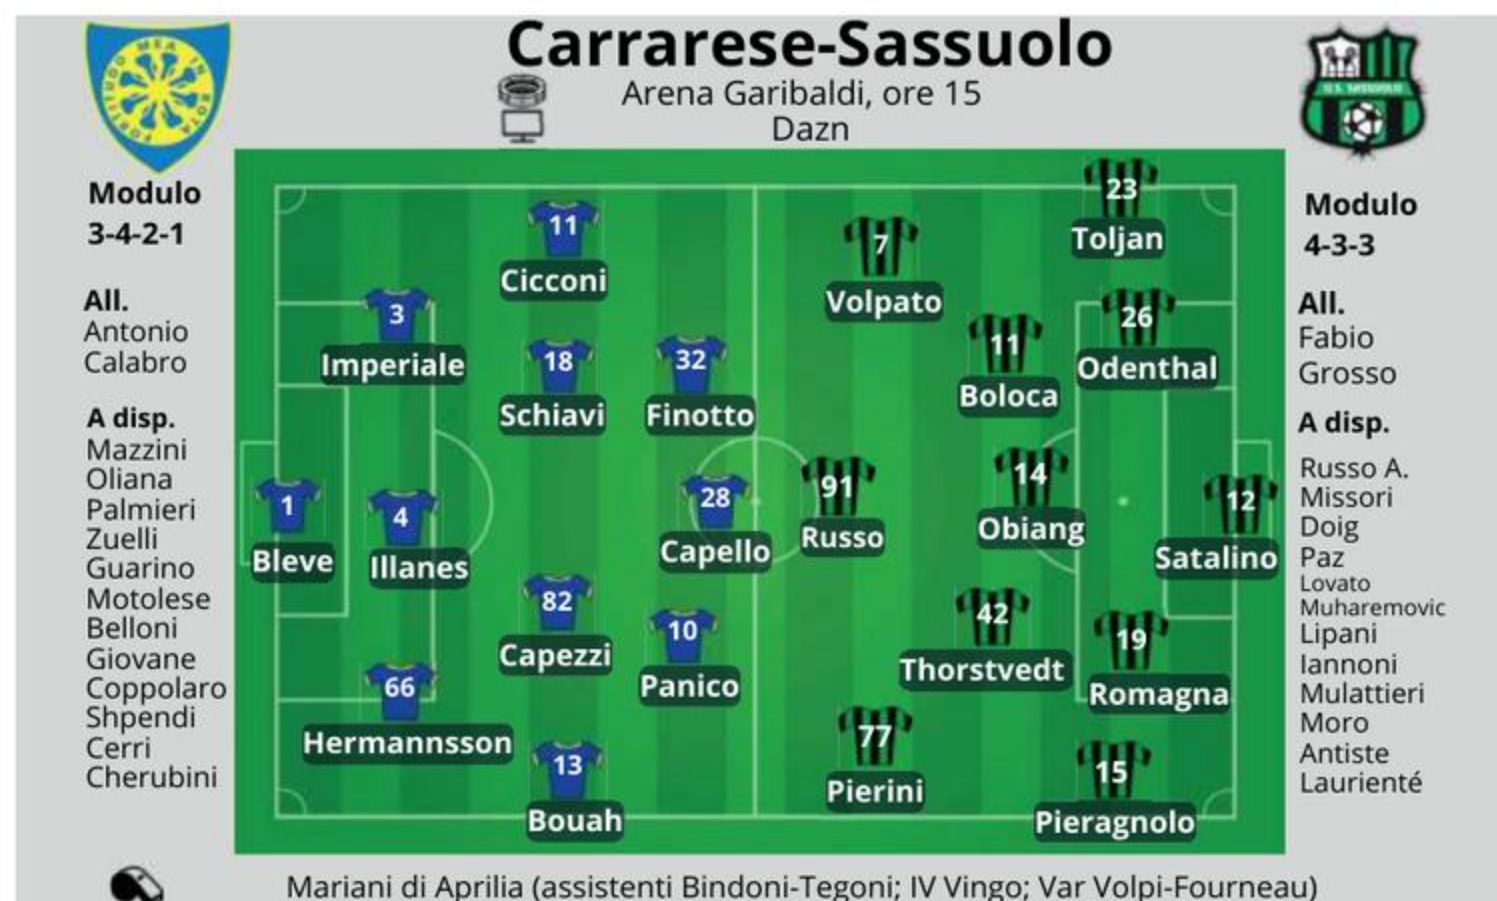 Carrarese-Sassuolo
Arena Garibaldi, ore 15
Dazn
FORTITUDO MEA IN ROTA
U.S. SASSUOLO
Modulo
3-4-2-1
All.
Antonio
Calabro
A disp.
Mazzini
Oliana
Palmieri
Zuelli
Guarino
Motolese
Belloni
Giovane
Coppolaro
Shpendi
Cerri
Cherubini
1
Bleve
3
Imperiale
4
Illanes
66
Hermannsson
11
Cicconi
18
Schiavi
82
Capezzi
13
Bouah
32
Finotto
28
Capello
10
Panico
7
Volpato
91
Russo
77
Pierini
11
Boloca
14
Obiang
42
Thorstvedt
23
Toljan
26
Odenthal
19
Romagna
15
Pieragnolo
12
Satalino
Modulo
4-3-3
All.
Fabio
Grosso
A disp.
Russo A.
Missori
Doig
Paz
Lovato
Muharemovic
Lipani
Iannoni
Mulattieri
Moro
Antiste
Laurienté
Mariani di Aprilia (assistenti Bindoni-Tegoni; IV Vingo; Var Volpi-Fourneau)